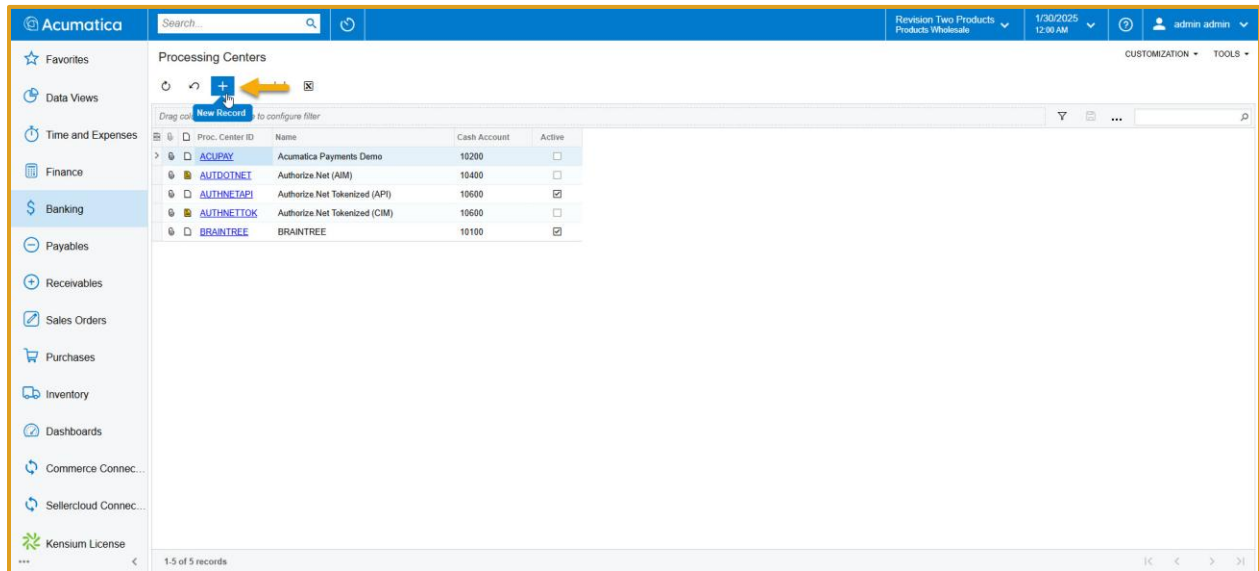 Acumatica
Search...
Revision Two Products
Products Wholesale
1/30/2025
12:00 AM
admin admin
Favorites
Data Views
Time and Expenses
Finance
Banking
Payables
Receivables
Sales Orders
Purchases
Inventory
Dashboards
Commerce Connec...
Sellercloud Connec...
Kensium License
Processing Centers
CUSTOMIZATION
TOOLS
New Record
Drag col
to configure filter
Proc. Center ID Name Cash Account Active
ACUPAY Acumatica Payments Demo 10200
AUTDOTNET Authorize.Net (AIM) 10400
AUTHNETAPI Authorize.Net Tokenized (API) 10600
AUTHNETTOK Authorize.Net Tokenized (CIM) 10600
BRAINTREE BRAINTREE 10100
1-5 of 5 records